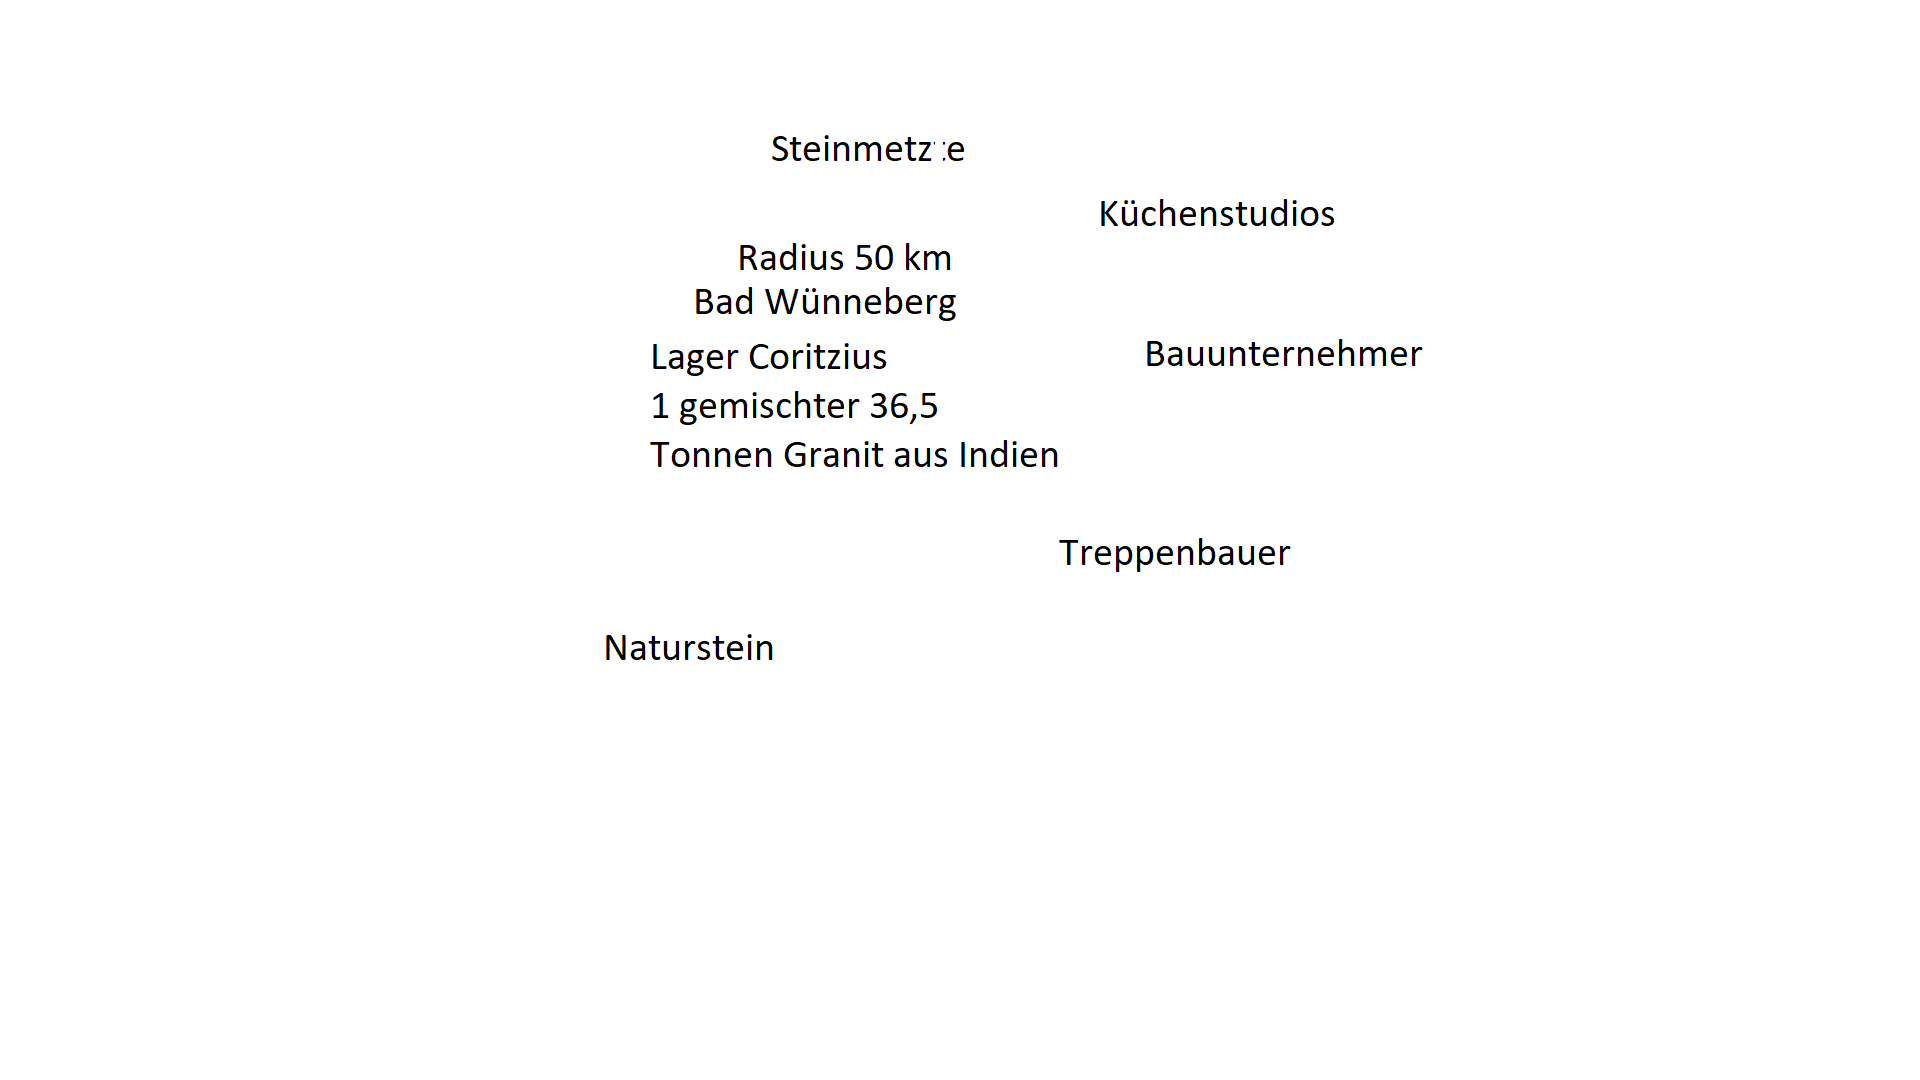 Steinmetze
Küchenstudios
Radius 50 km
Bad Wünneberg
Lager Coritzius
Bauunternehmer
1 gemischter 36,5
Tonnen Granit aus Indien
Treppenbauer
Naturstein